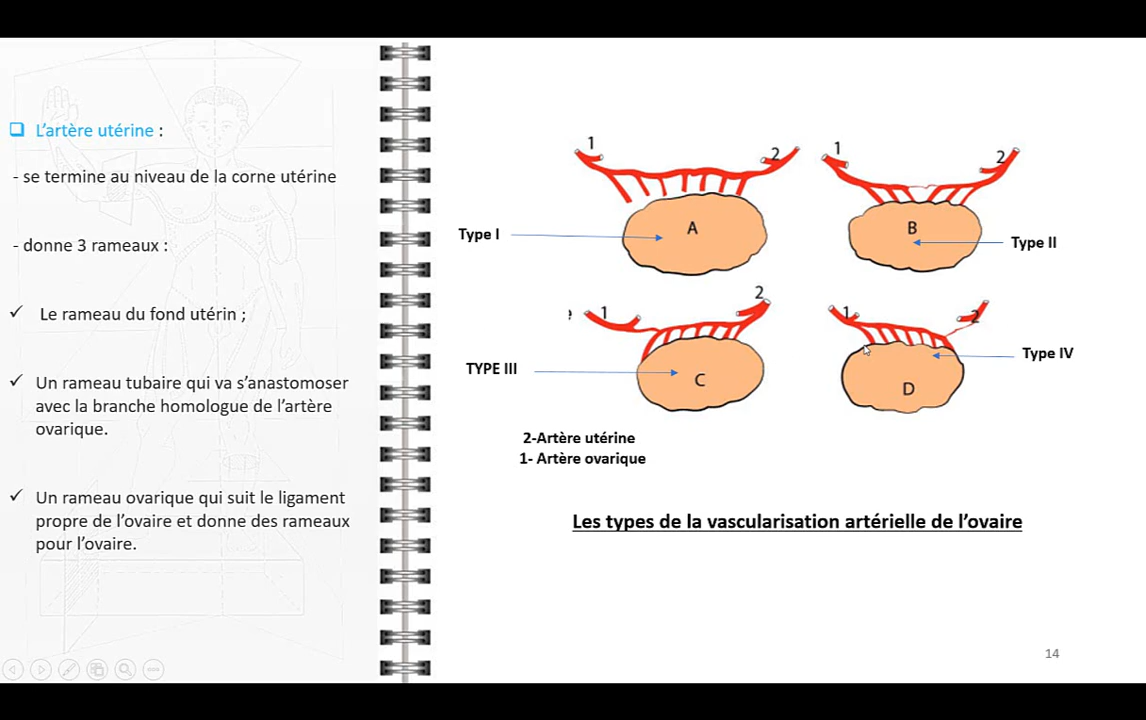 L'artère utérine :
- se termine au niveau de la corne utérine
- donne 3 rameaux :
Le rameau du fond utérin ;
Un rameau tubaire qui va s'anastomoser
avec la branche homologue de l'artère
ovarique.
Un rameau ovarique qui suit le ligament
propre de l'ovaire et donne des rameaux
pour l'ovaire.
1
2
1
2
A
B
Type I
Type II
1
2
1
2
TYPE III
Type IV
C
D
2-Artère utérine
1- Artère ovarique
Les types de la vascularisation artérielle de l'ovaire
14